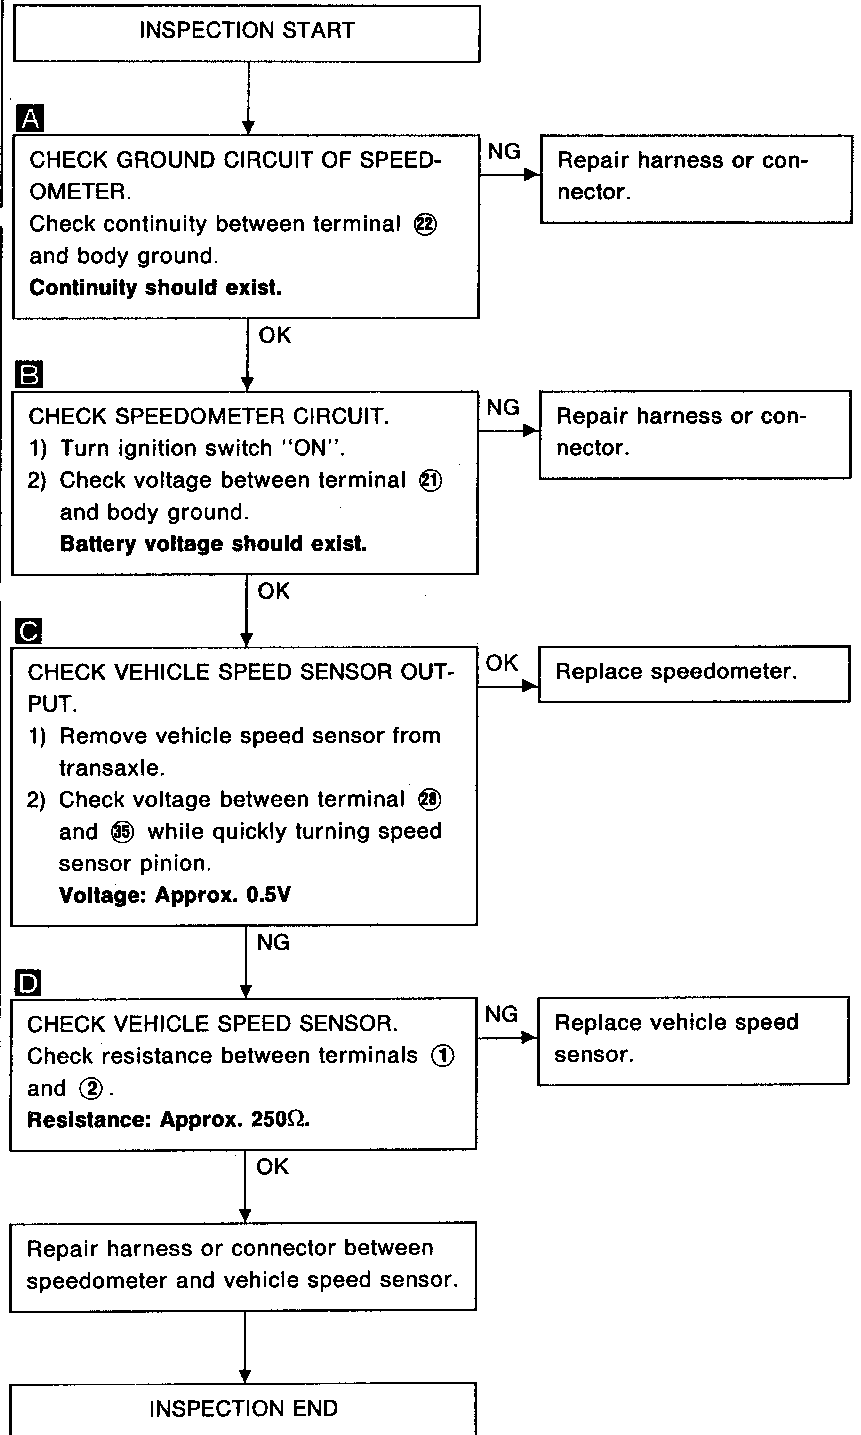 INSPECTION START
A
CHECK GROUND CIRCUIT OF SPEED-
OMETER.
Check continuity between terminal ㉒
and body ground.
Continuity should exist.
NG
Repair harness or con-
nector.
OK
B
CHECK SPEEDOMETER CIRCUIT.
1) Turn ignition switch "ON".
2) Check voltage between terminal ㉑
and body ground.
Battery voltage should exist.
NG
Repair harness or con-
nector.
OK
C
CHECK VEHICLE SPEED SENSOR OUT-
PUT.
1) Remove vehicle speed sensor from
transaxle.
2) Check voltage between terminal ㉘
and ㉟ while quickly turning speed
sensor pinion.
Voltage: Approx. 0.5V
OK
Replace speedometer.
NG
D
CHECK VEHICLE SPEED SENSOR.
Check resistance between terminals ①
and ②.
Resistance: Approx. 250Ω.
NG
Replace vehicle speed
sensor.
OK
Repair harness or connector between
speedometer and vehicle speed sensor.
INSPECTION END